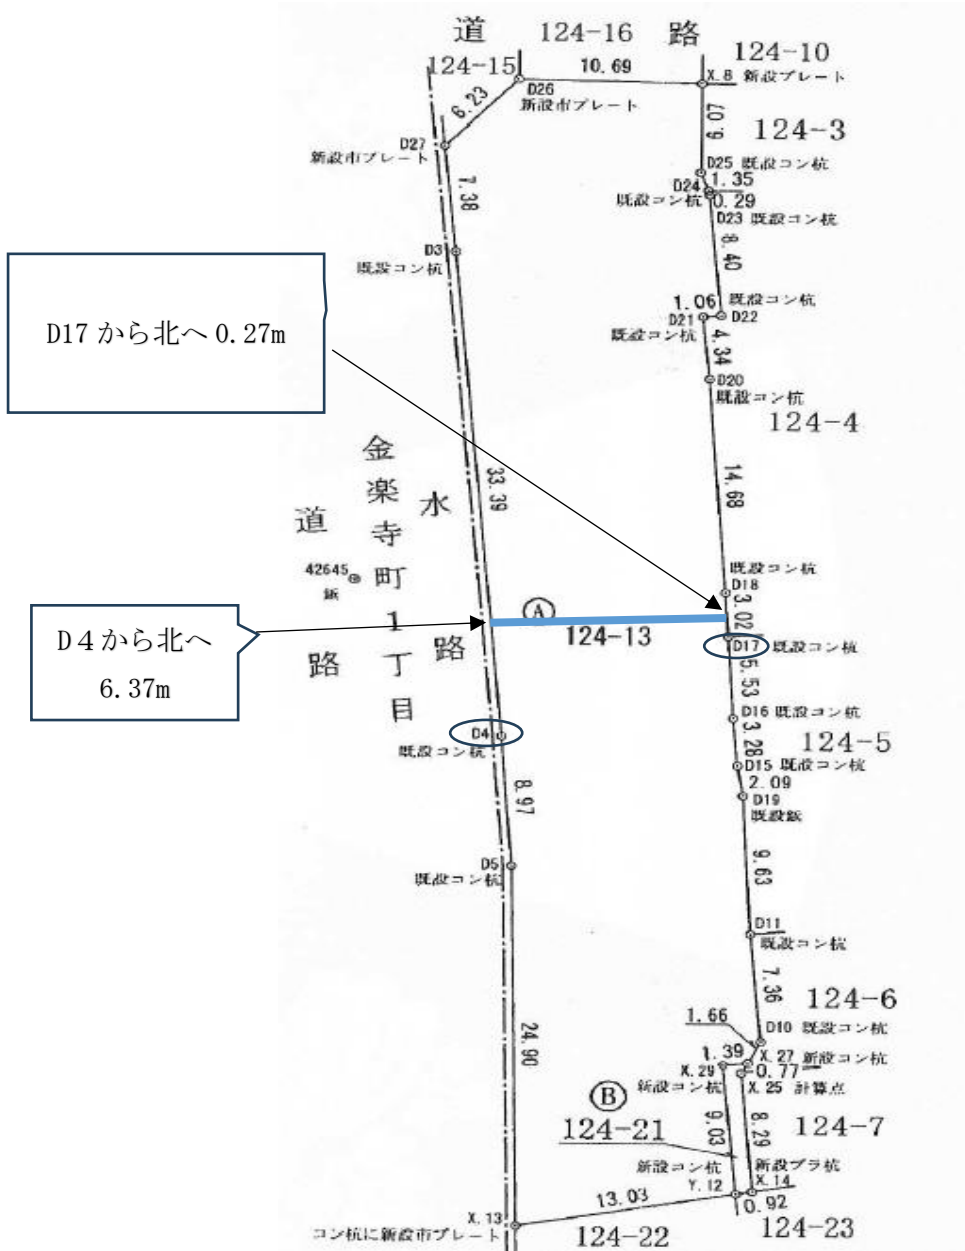 道 124-16 路
124-10
124-15
10.69
X.8 新設プレート
D26
新設市プレート
6.23
6.07
124-3
D27
新設市プレート
D25 既設コン杭
1.35
D24
既設コン杭
0.29
D23 既設コン杭
7.38
D3
既設コン杭
8.40
1.06 既設コン杭
D21
D22
既設コン杭
4.34
D17から北へ0.27m
D20
既設コン杭
124-4
金楽寺町1丁目
水路
道路
33.39
14.68
42645
鋲
既設コン杭
D18
3.02
Ⓐ
124-13
D4から北へ
6.37m
D17 既設コン杭
5.53
D16 既設コン杭
D4
既設コン杭
3.28
124-5
D15 既設コン杭
2.09
D19
既設鋲
8.97
D5
既設コン杭
9.63
D11
既設コン杭
7.36
124-6
1.66
D10 既設コン杭
24.90
1.39
X.27 新設コン杭
X.29
0.77
新設コン杭
X.25 計算点
Ⓑ
124-21
9.03
8.29
124-7
新設コン杭
新設プラ杭
Y.12
X.14
13.03
0.92
X.13
コン杭に新設市プレート
124-22
124-23